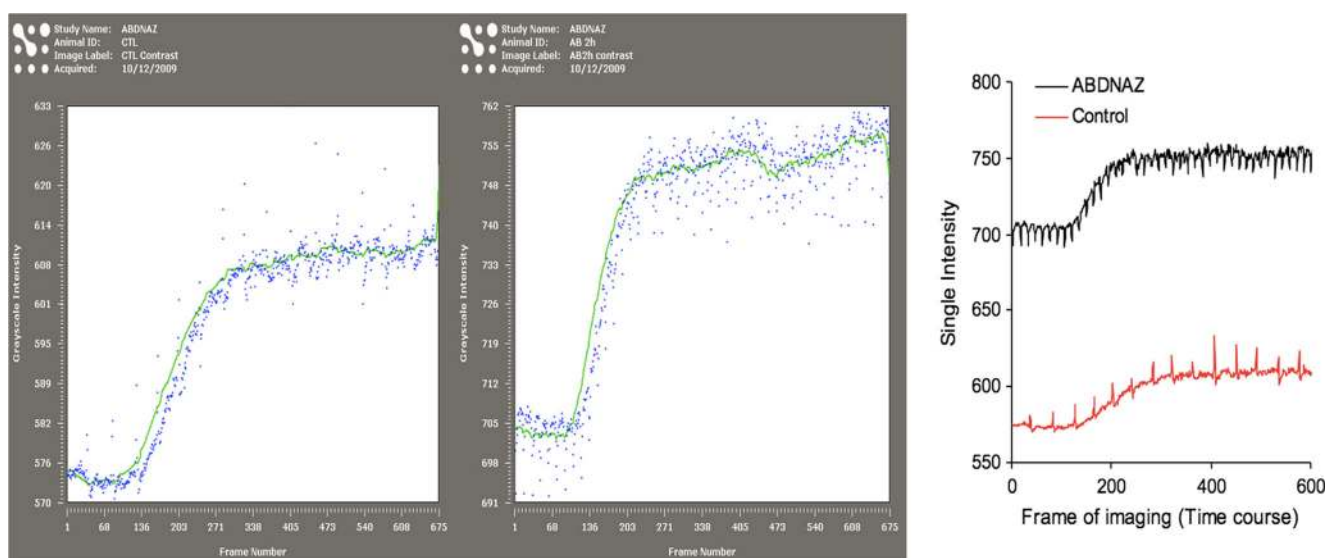 Study Name: ABDNAZ
Animal ID: CTL
Image Label: CTL Contrast
Acquired: 10/12/2009
633
626
620
614
608
601
595
589
582
576
570
Grayscale Intensity
1 68 136 203 271 338 405 473 540 608 675
Frame Number
Study Name: ABDNAZ
Animal ID: AB 2h
Image Label: AB2h contrast
Acquired: 10/12/2009
762
755
748
740
733
726
719
712
705
698
691
Grayscale Intensity
1 68 136 203 271 338 405 473 540 608 675
Frame Number
800
750
700
650
600
550
Single Intensity
ABDNAZ
Control
0 200 400 600
Frame of imaging (Time course)